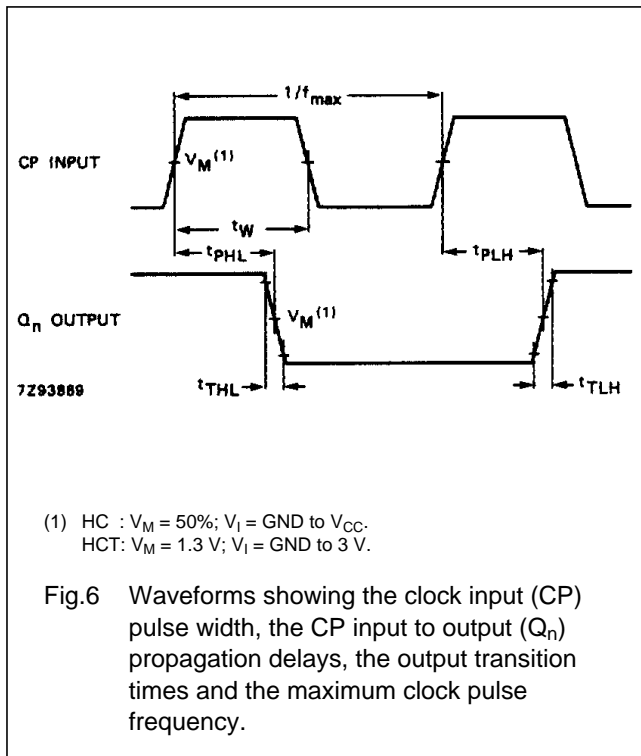 1/fmax
CP INPUT
VM(1)
tW
tPHL
tPLH
Qn OUTPUT
VM(1)
7Z93869
tTHL
tTLH
(1) HC : VM = 50%; VI = GND to VCC.
HCT: VM = 1.3 V; VI = GND to 3 V.
Fig.6 Waveforms showing the clock input (CP)
pulse width, the CP input to output (Qn)
propagation delays, the output transition
times and the maximum clock pulse
frequency.